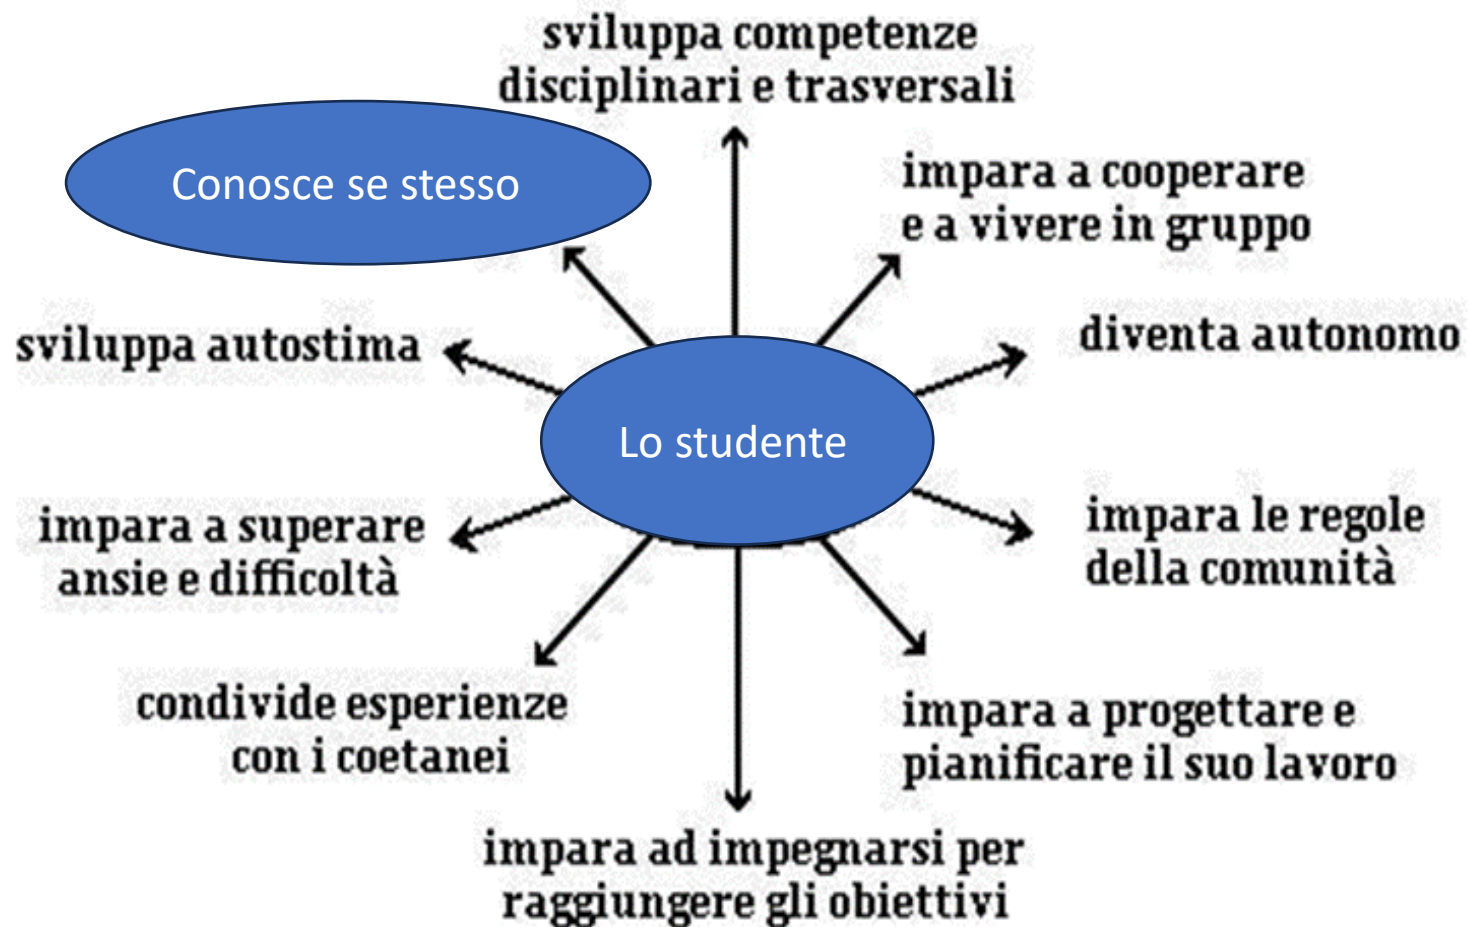 sviluppa competenze
disciplinari e trasversali
Conosce se stesso
impara a cooperare
e a vivere in gruppo
sviluppa autostima
diventa autonomo
Lo studente
impara a superare
ansie e difficoltà
impara le regole
della comunità
condivide esperienze
con i coetanei
impara a progettare e
pianificare il suo lavoro
impara ad impegnarsi per
raggiungere gli obiettivi